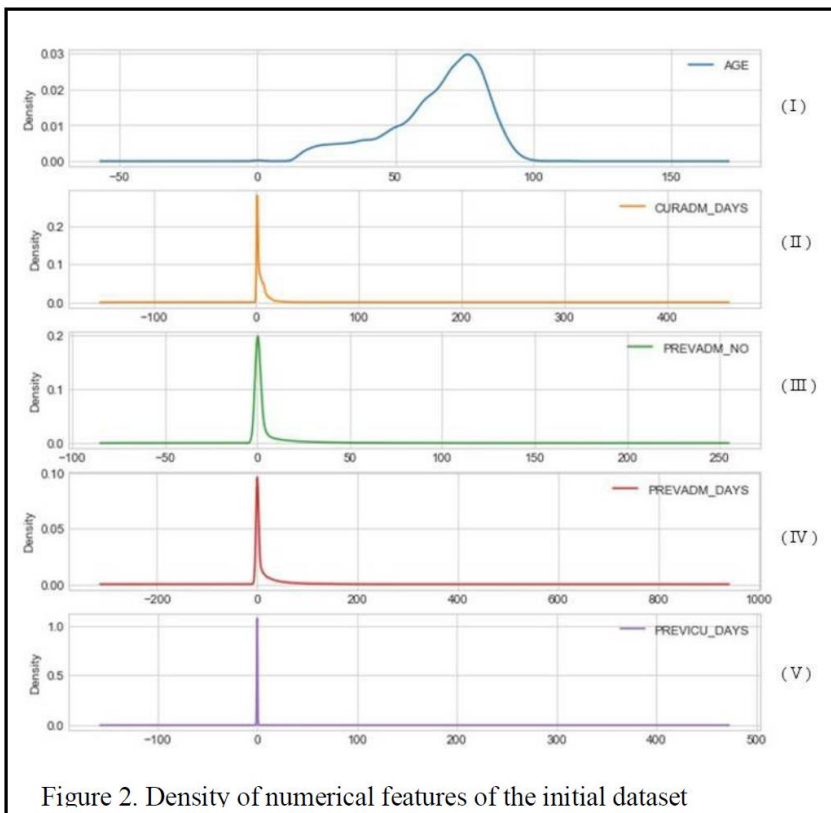 0.03
0.02
0.01
0.00
Density
AGE
(I)
−50 0 50 100 150
0.2
0.1
0.0
Density
CURADM_DAYS
(II)
−100 0 100 200 300 400
0.2
0.1
0.0
Density
PREVADM_NO
(III)
−100 −50 0 50 100 150 200 250
0.10
0.05
0.00
Density
PREVADM_DAYS
(IV)
−200 0 200 400 600 800 1000
1.0
0.5
0.0
Density
PREVICU_DAYS
(V)
−100 0 100 200 300 400 500
Figure 2. Density of numerical features of the initial dataset